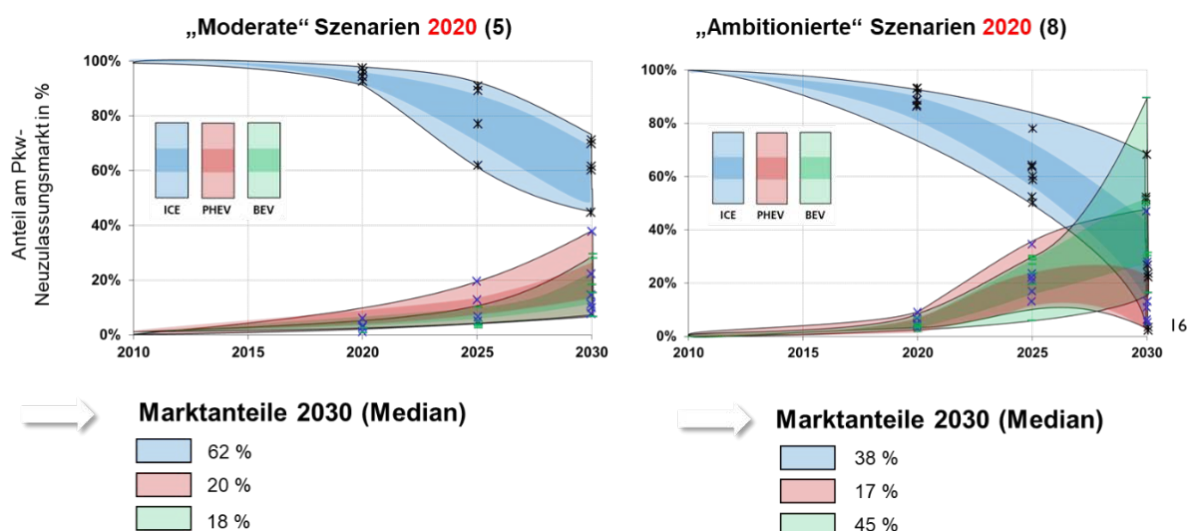 „Moderate“ Szenarien 2020 (5)
Anteil am Pkw-
Neuzulassungsmarkt in %
100%
80%
60%
40%
20%
0%
ICE PHEV BEV
2010 2015 2020 2025 2030
Marktanteile 2030 (Median)
62 %
20 %
18 %
„Ambitionierte“ Szenarien 2020 (8)
100%
80%
60%
40%
20%
0%
ICE PHEV BEV
2010 2015 2020 2025 2030
16
Marktanteile 2030 (Median)
38 %
17 %
45 %